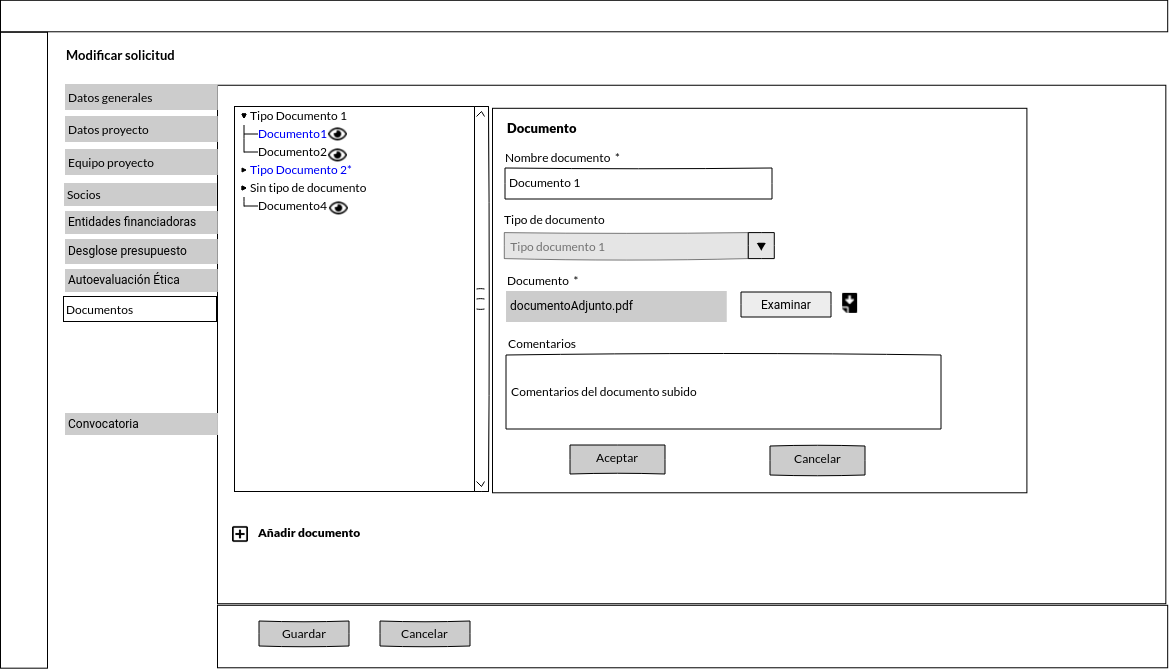 Modificar solicitud
Datos generales
Datos proyecto
Equipo proyecto
Socios
Entidades financiadoras
Desglose presupuesto
Autoevaluación Ética
Documentos
Convocatoria
Tipo Documento 1
Documento1
Documento2
Tipo Documento 2*
Sin tipo de documento
Documento4
Documento
Nombre documento *
Documento 1
Tipo de documento
Tipo documento 1
Documento *
documentoAdjunto.pdf
Examinar
Comentarios
Comentarios del documento subido
Aceptar
Cancelar
Añadir documento
Guardar
Cancelar